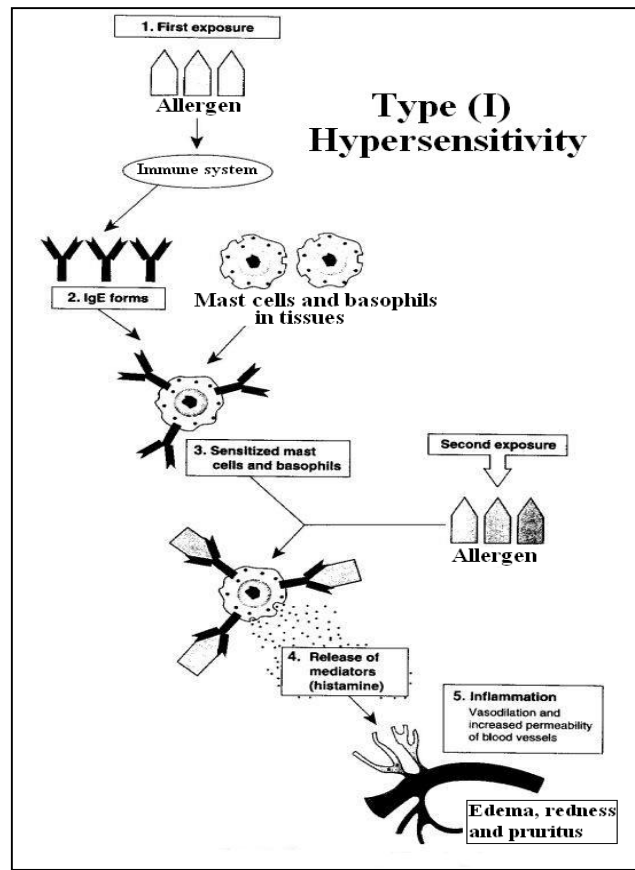 1. First exposure
Allergen
Type (I)
Hypersensitivity
Immune system
2. IgE forms
Mast cells and basophils
in tissues
3. Sensitized mast
cells and basophils
Second exposure
Allergen
4. Release of
mediators
(histamine)
5. Inflammation
Vasodilation and
increased permeability
of blood vessels
Edema, redness
and pruritus